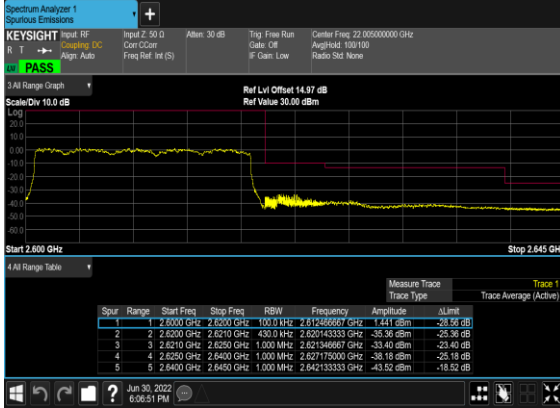 Spectrum Analyzer 1
Spurious Emissions
+
KEYSIGHT Input: RF Input Z: 50 Ω Atten: 30 dB Trig: Free Run Center Freq: 22.005000000 GHz
R T Coupling: DC Corr CCorr Gate: Off Avg|Hold: 100/100
Align: Auto Freq Ref: Int (S) IF Gain: Low Radio Std: None
PASS
3 All Range Graph
Ref Lvl Offset 14.97 dB
Scale/Div 10.0 dB Ref Value 30.00 dBm
Log
20.0
10.0
0.00
-10.0
-20.0
-30.0
-40.0
-50.0
-60.0
Start 2.600 GHz Stop 2.645 GH
4 All Range Table
Measure Trace Trace 1
Trace Type Trace Average (Active)
Spur Range Start Freq Stop Freq RBW Frequency Amplitude ΔLimit
1 1 2.6000 GHz 2.6200 GHz 100.0 kHz 2.612466667 GHz 1.441 dBm -28.56 dB
2 2 2.6200 GHz 2.6210 GHz 430.0 kHz 2.620143333 GHz -35.36 dBm -25.36 dB
3 3 2.6210 GHz 2.6250 GHz 1.000 MHz 2.621346667 GHz -33.40 dBm -23.40 dB
4 4 2.6250 GHz 2.6400 GHz 1.000 MHz 2.627175000 GHz -38.18 dBm -25.18 dB
5 5 2.6400 GHz 2.6450 GHz 1.000 MHz 2.642133333 GHz -43.52 dBm -18.52 dB
? Jun 30, 2022
6:06:51 PM